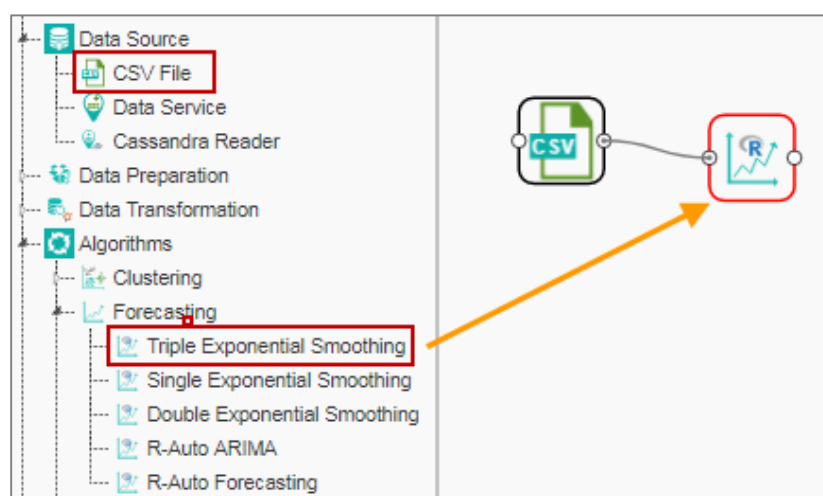 Data Source
CSV File
Data Service
Cassandra Reader
Data Preparation
Data Transformation
Algorithms
Clustering
Forecasting
Triple Exponential Smoothing
Single Exponential Smoothing
Double Exponential Smoothing
R-Auto ARIMA
R-Auto Forecasting
CSV
R